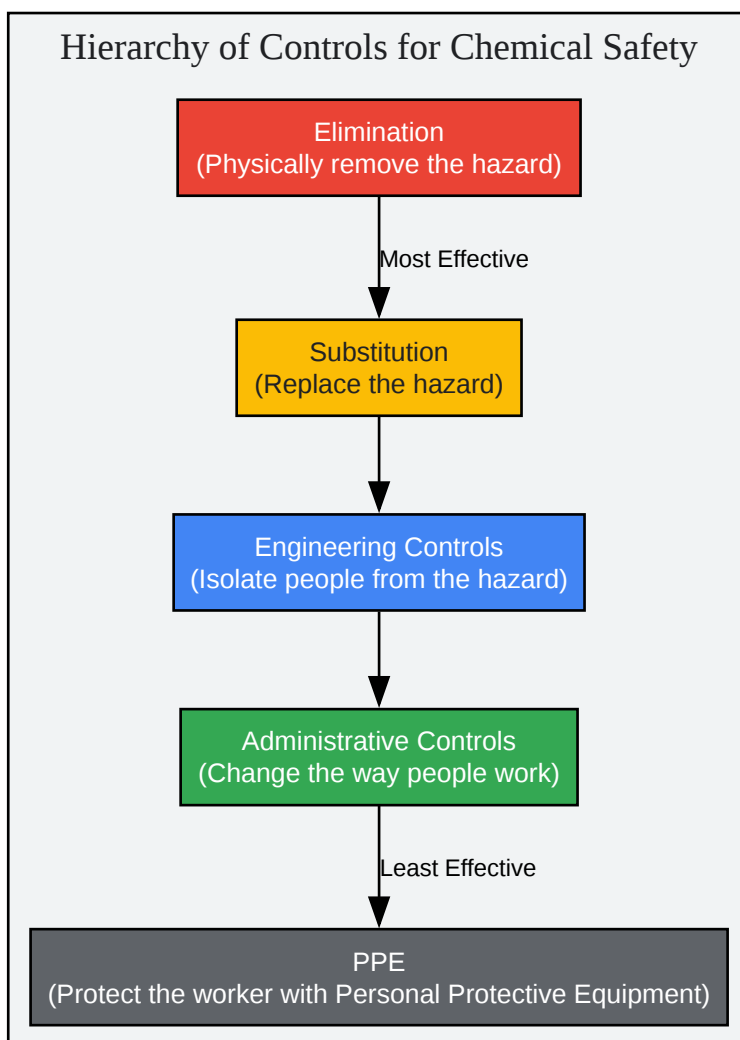 Hierarchy of Controls for Chemical Safety
Elimination
(Physically remove the hazard)
Most Effective
Substitution
(Replace the hazard)
Engineering Controls
(Isolate people from the hazard)
Administrative Controls
(Change the way people work)
Least Effective
PPE
(Protect the worker with Personal Protective Equipment)